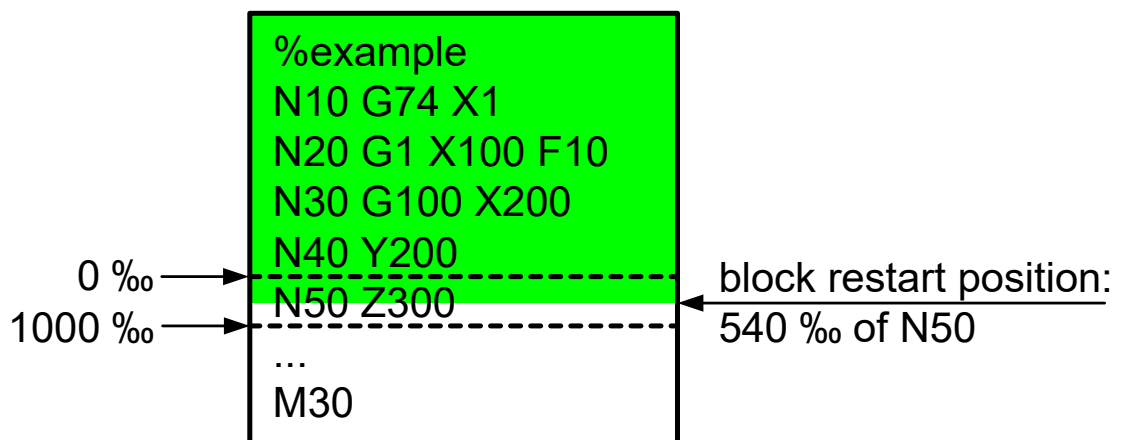 %example
N10 G74 X1
N20 G1 X100 F10
N30 G100 X200
N40 Y200
0 ‰
N50 Z300
1000 ‰
...
M30
block restart position:
540 ‰ of N50